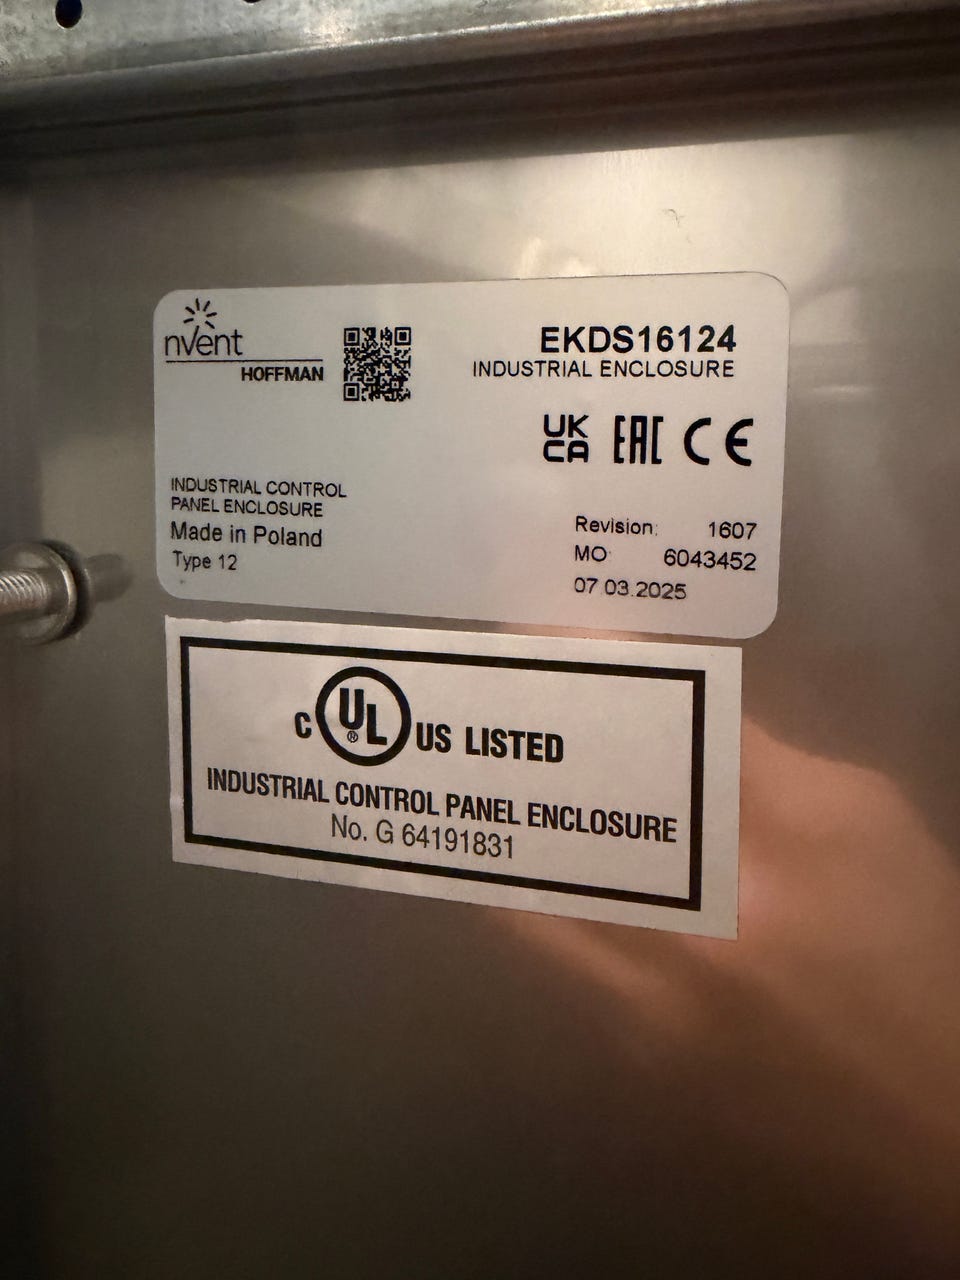 nvent
HOFFMAN
EKDS16124
INDUSTRIAL ENCLOSURE
UK
CA EAC CE
INDUSTRIAL CONTROL
PANEL ENCLOSURE
Made in Poland
Type 12
Revision: 1607
MO: 6043452
07.03.2025
C UL® US LISTED
INDUSTRIAL CONTROL PANEL ENCLOSURE
No. G 64191831